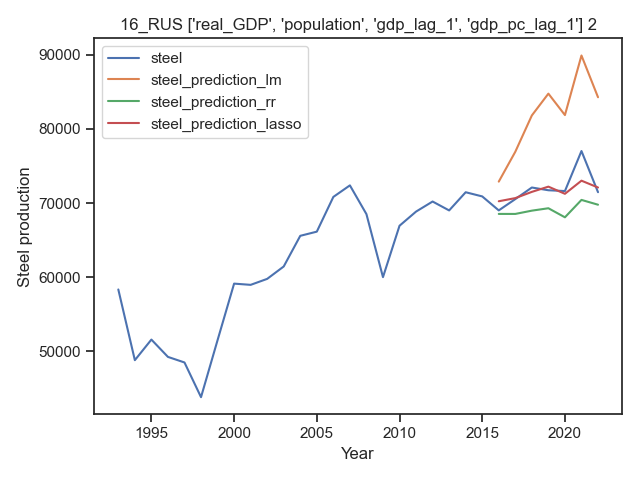 16_RUS ['real_GDP', 'population', 'gdp_lag_1', 'gdp_pc_lag_1'] 2
steel
steel_prediction_lm
steel_prediction_rr
steel_prediction_lasso
Steel production
90000
80000
70000
60000
50000
1995 2000 2005 2010 2015 2020
Year